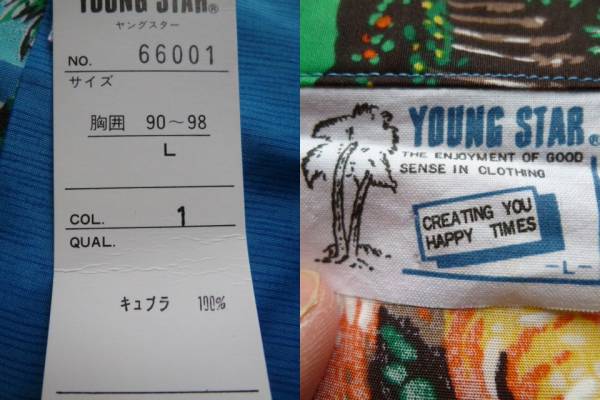 YOUNG STAR®
ヤングスター
NO. 66001
サイズ
胸囲 90～98
L
COL. 1
QUAL.
キュプラ 100%
YOUNG STAR®
THE ENJOYMENT OF GOOD
SENSE IN CLOTHING
CREATING YOU
HAPPY TIMES
-L-